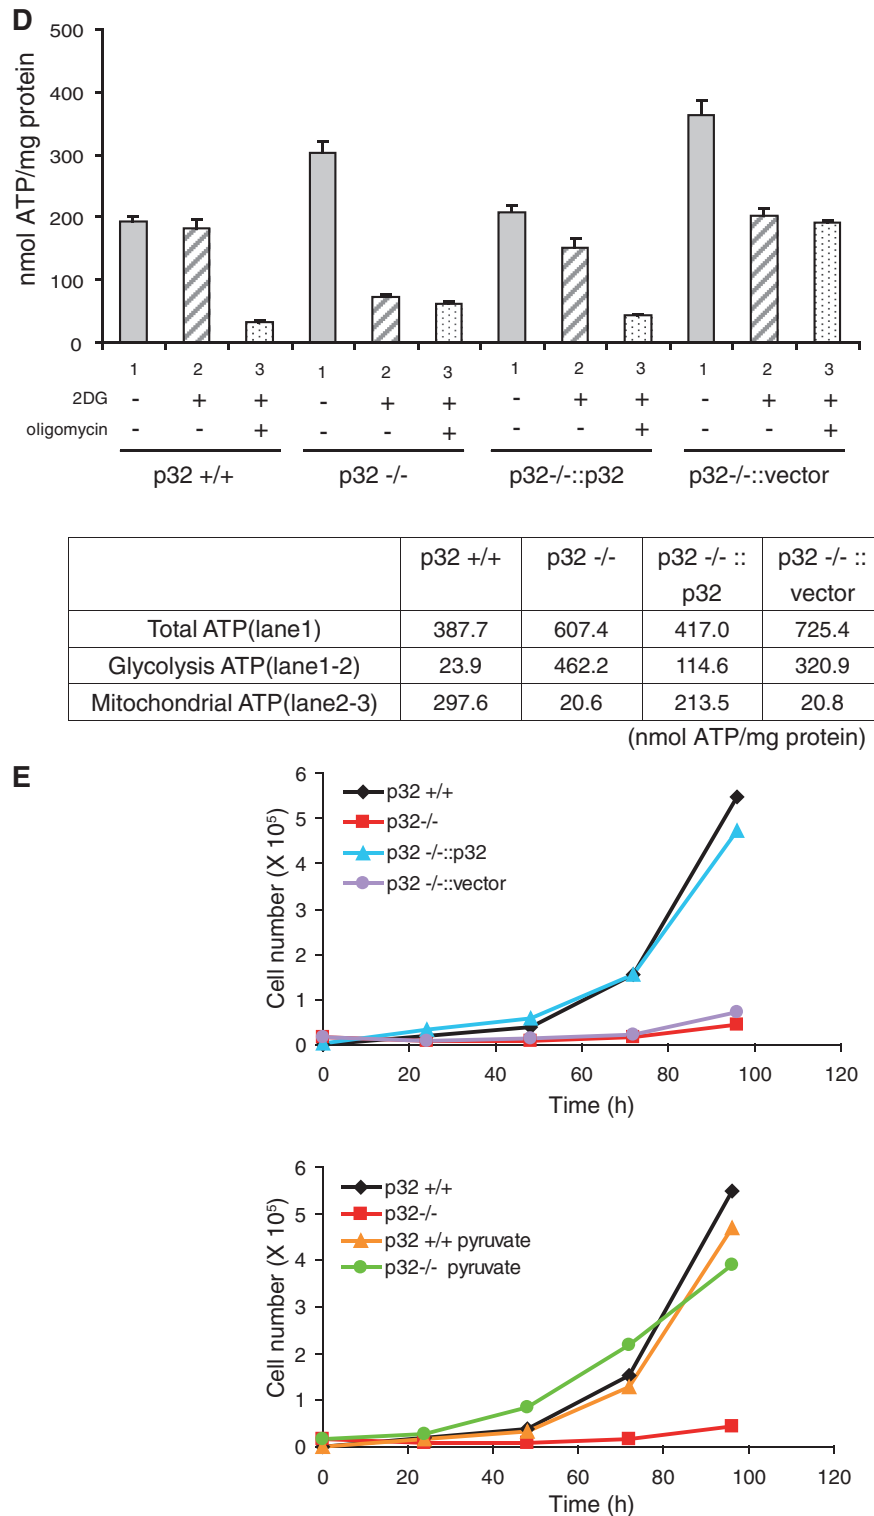 D
500
400
300
200
100
0
nmol ATP/mg protein
1 2 3 1 2 3 1 2 3 1 2 3
2DG - + + - + + - + + - + +
oligomycin - - + - - + - - + - - +
p32 +/+ p32 -/- p32-/-::p32 p32-/-::vector
p32 +/+ p32 -/- p32 -/- :: p32 -/- ::
p32 vector
Total ATP(lane1) 387.7 607.4 417.0 725.4
Glycolysis ATP(lane1-2) 23.9 462.2 114.6 320.9
Mitochondrial ATP(lane2-3) 297.6 20.6 213.5 20.8
(nmol ATP/mg protein)
E
6
5
4
3
2
1
0
Cell number (X 10⁵)
p32 +/+
p32-/-
p32 -/-::p32
p32 -/-::vector
0 20 40 60 80 100 120
Time (h)
6
5
4
3
2
1
0
Cell number (X 10⁵)
p32 +/+
p32-/-
p32 +/+ pyruvate
p32-/- pyruvate
0 20 40 60 80 100 120
Time (h)